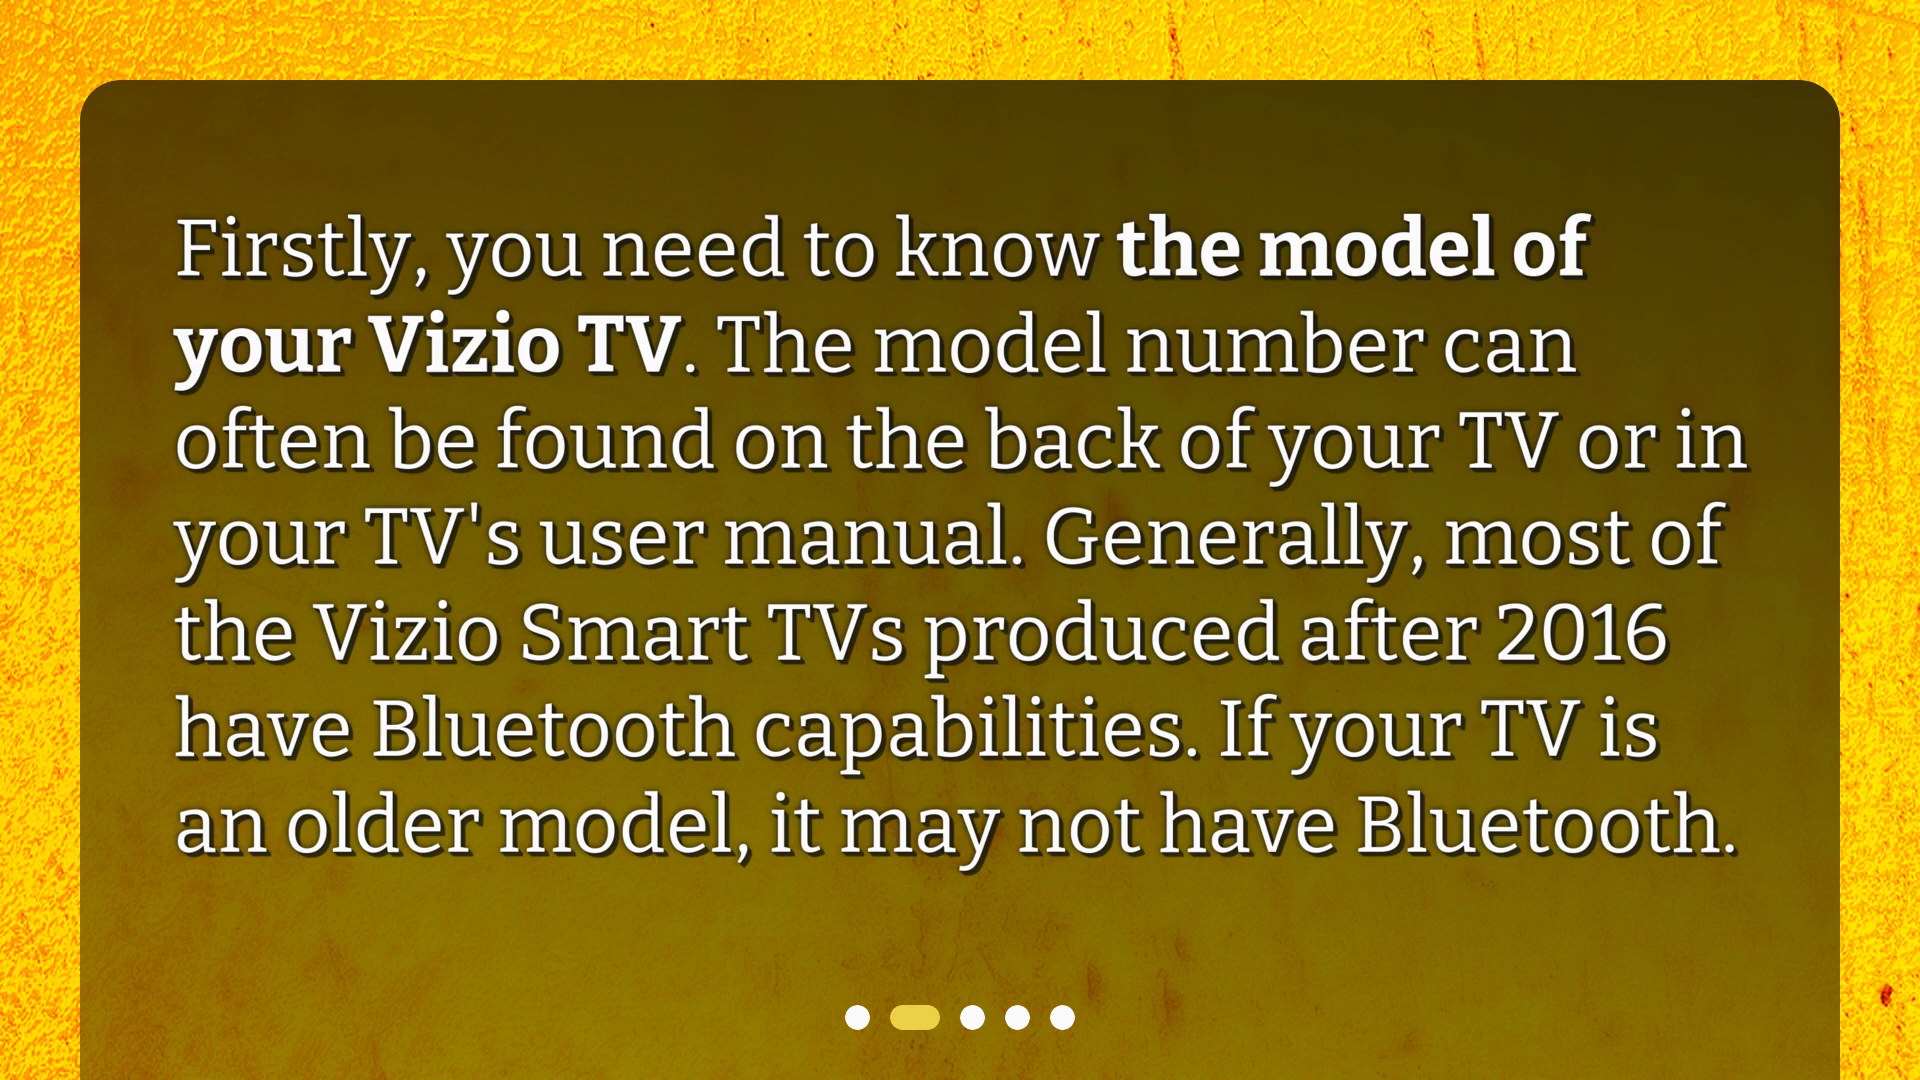 Firstly, you need to know the model of
your Vizio TV. The model number can
often be found on the back of your TV or in
your TV's user manual. Generally, most of
the Vizio Smart TVs produced after 2016
have Bluetooth capabilities. If your TV is
an older model, it may not have Bluetooth.